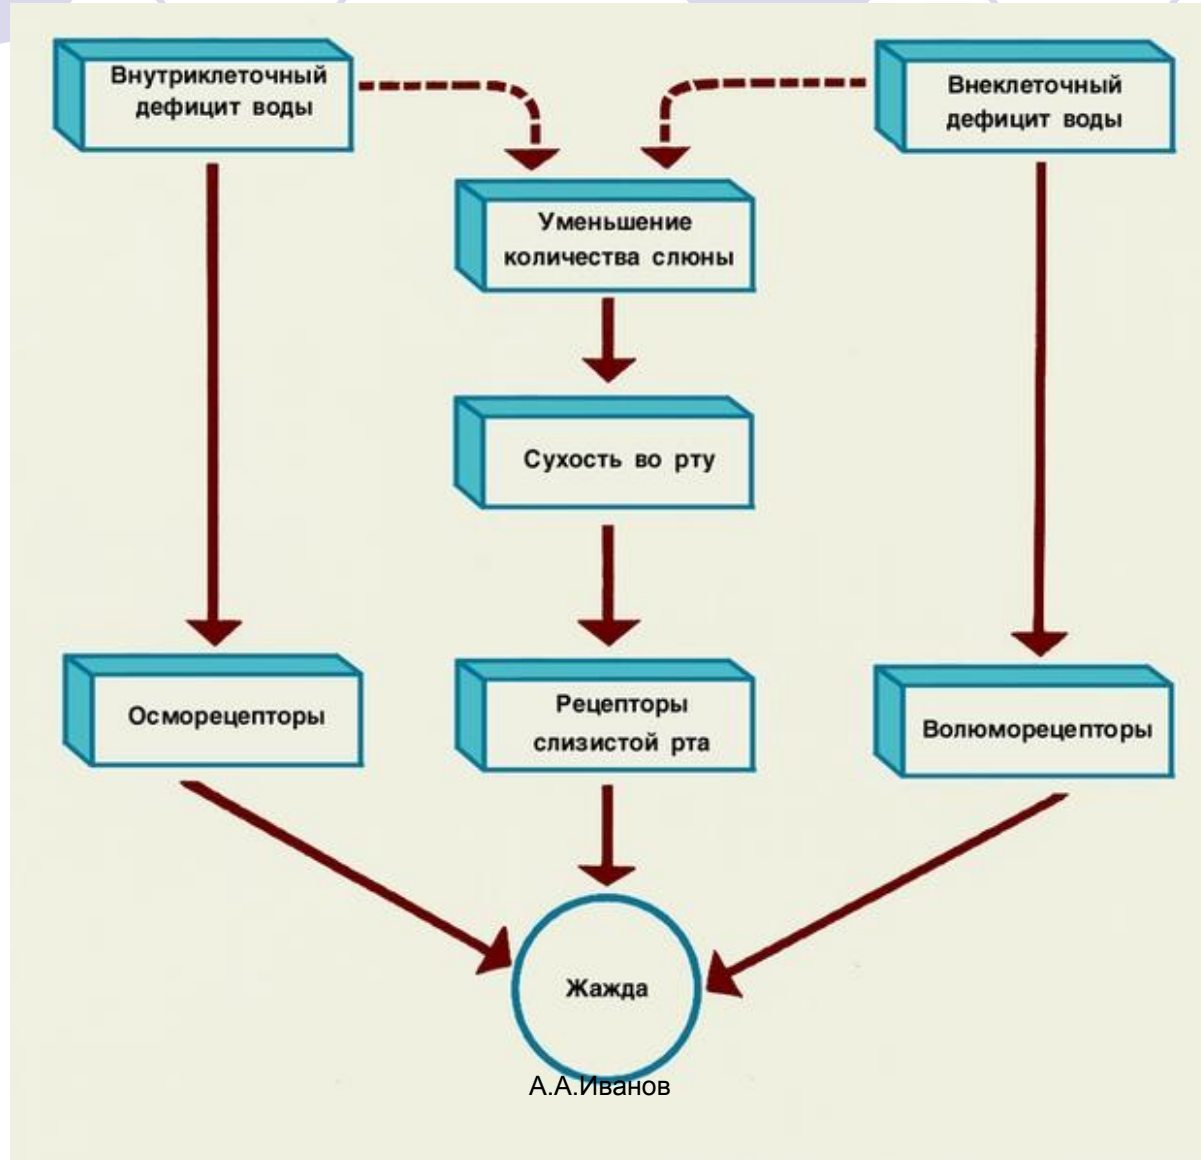 Внутриклеточный
дефицит воды
Внеклеточный
дефицит воды
Уменьшение
количества слюны
Сухость во рту
Осморецепторы
Рецепторы
слизистой рта
Волюморецепторы
Жажда
А.А.Иванов